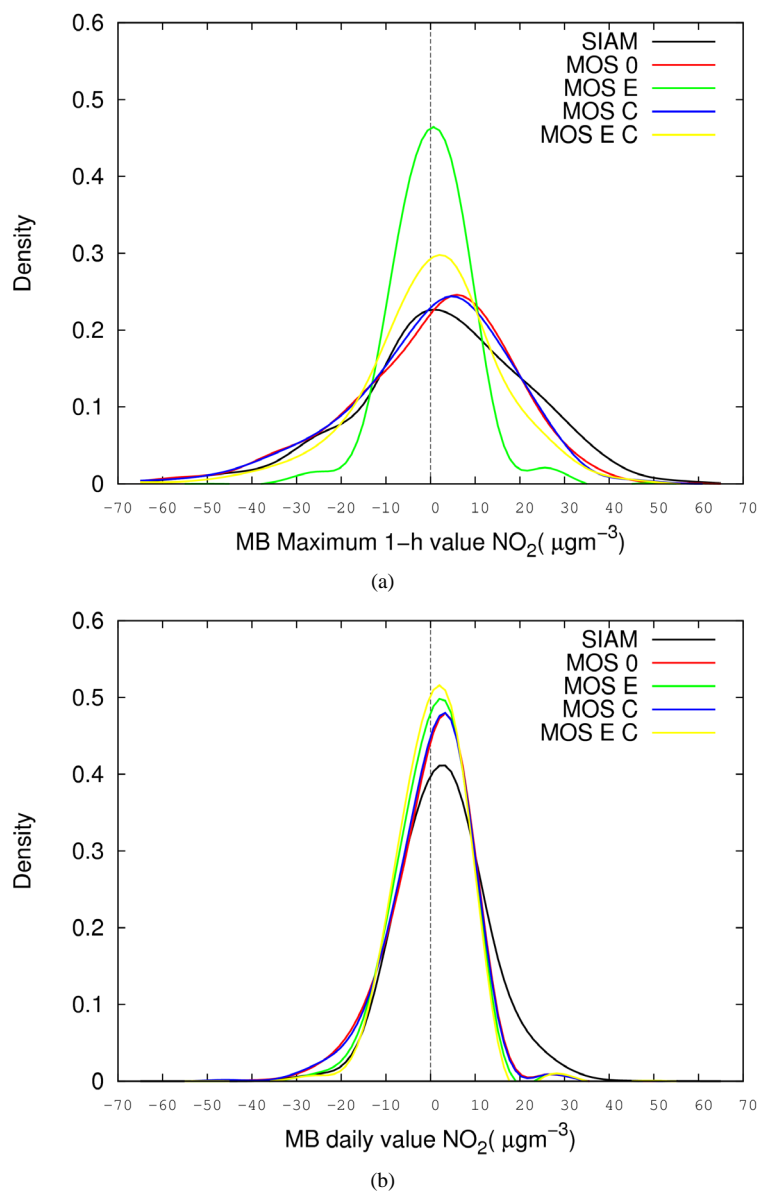 0.6
0.5
0.4
0.3
0.2
0.1
0
Density
SIAM
MOS 0
MOS E
MOS C
MOS E C
-70 -60 -50 -40 -30 -20 -10 0 10 20 30 40 50 60 70
MB Maximum 1−h value NO₂( μgm⁻³)
(a)
0.6
0.5
0.4
0.3
0.2
0.1
0
Density
SIAM
MOS 0
MOS E
MOS C
MOS E C
-70 -60 -50 -40 -30 -20 -10 0 10 20 30 40 50 60 70
MB daily value NO₂( μgm⁻³)
(b)